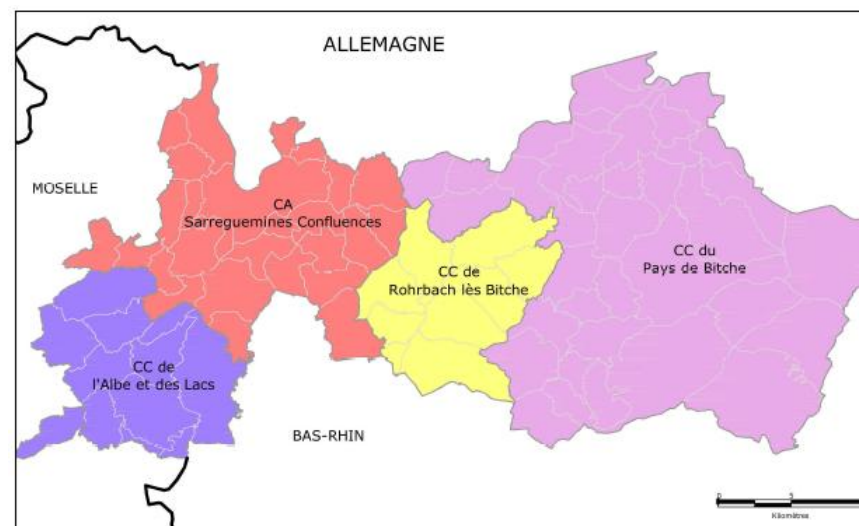 ALLEMAGNE
MOSELLE
CA
Sarreguemines Confluences
CC du
Pays de Bitche
CC de
Rohrbach lès Bitche
CC de
l'Albe et des Lacs
BAS-RHIN
0 5
Kilomètres